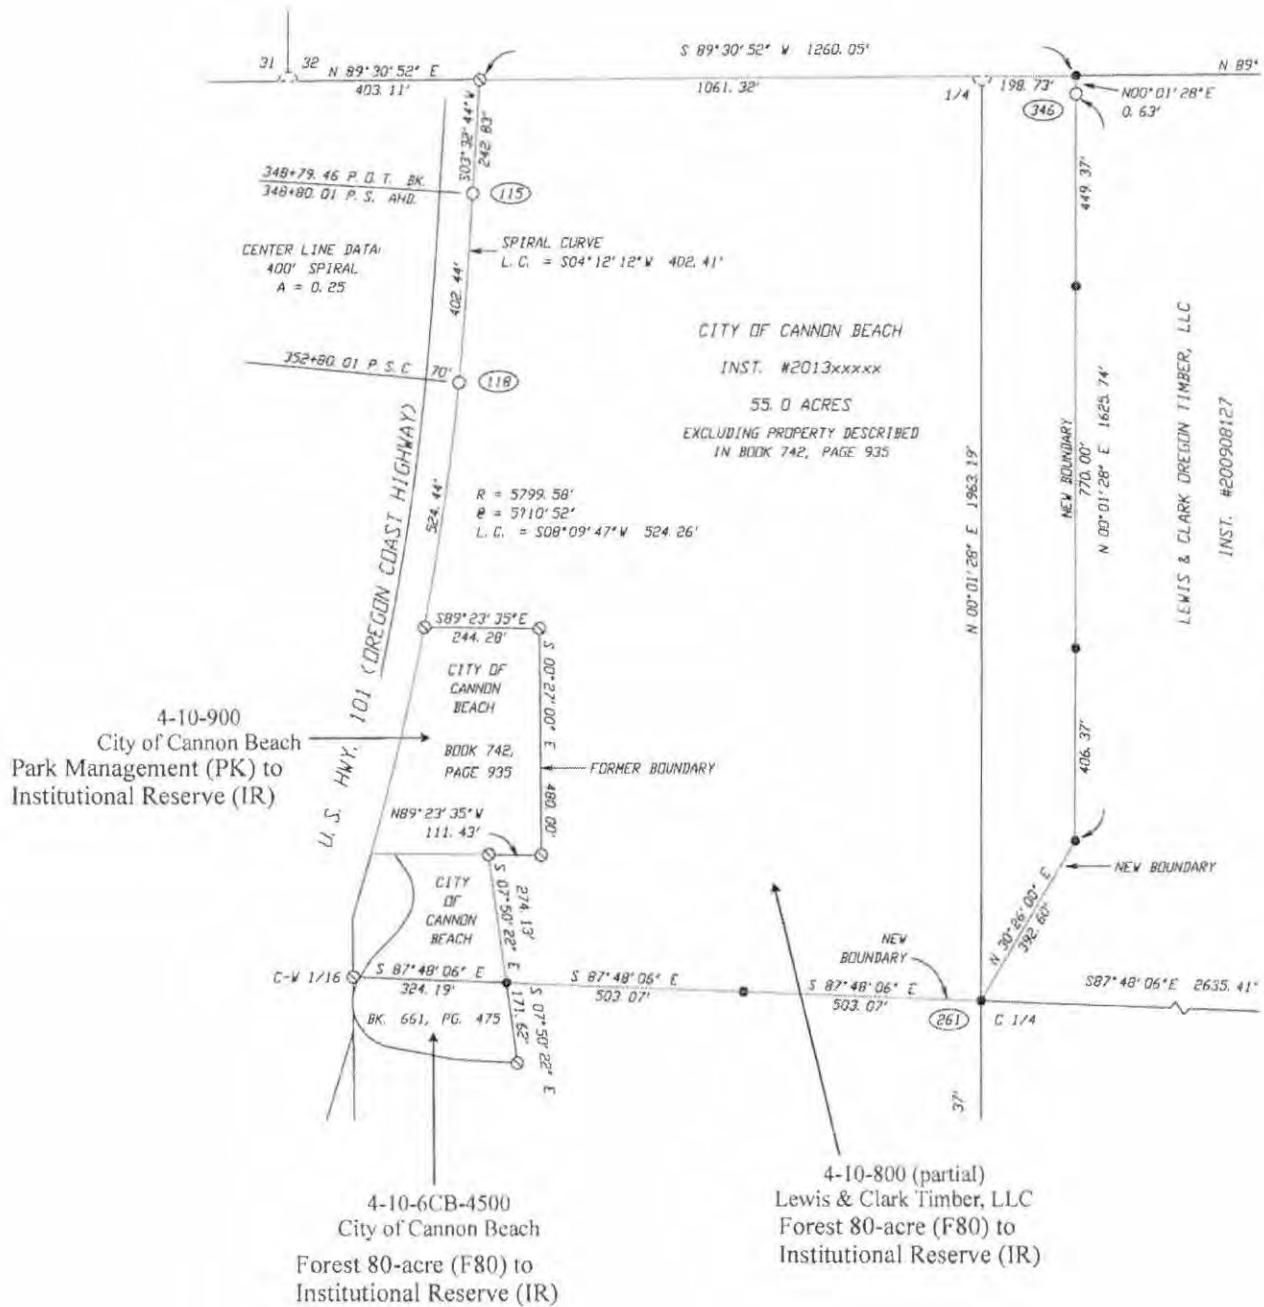 S 89°30'52" W 1260.05'
31 32
N 89°30'52" E
403.11'
1061.32'
1/4
198.73'
N 89°
N00°01'28"E
0.63'
346
S03°32'44"W
242.83'
449.37'
348+79.46 P.O.T. BK.
348+80.01 P.S. AHD.
115
CENTER LINE DATA:
400' SPIRAL
A = 0.25
SPIRAL CURVE
L.C. = S04°12'12"W 402.41'
402.44'
352+80.01 P.S.C
70'
118
CITY OF CANNON BEACH
INST. #2013xxxxx
55.0 ACRES
EXCLUDING PROPERTY DESCRIBED
IN BOOK 742, PAGE 935
N 00°01'28" E 1963.19'
NEW BOUNDARY
770.00'
N 00°01'28" E 1625.74'
LEWIS & CLARK OREGON TIMBER, LLC
INST. #200908127
U.S. HWY. 101 (OREGON COAST HIGHWAY)
524.44'
R = 5799.58'
L.C. = S08°09'47"W 524.26'
S89°23'35"E
244.28'
CITY OF
CANNON
BEACH
BOOK 742,
PAGE 935
S 00°27'00" E 480.00'
FORMER BOUNDARY
4-10-900
City of Cannon Beach
Park Management (PK) to
Institutional Reserve (IR)
N89°23'35"W
111.43'
406.37'
CITY
OF
CANNON
BEACH
274.13'
S 07°50'22" E
NEW BOUNDARY
N 30°26'00" E
392.60'
NEW
BOUNDARY
C-W 1/16
S 87°48'06" E
324.19'
S 87°48'06" E
503.07'
S 87°48'06" E
503.07'
S87°48'06"E 2635.41'
261
C 1/4
BK. 661, PG. 475
171.62'
S 07°50'22" E
37'
4-10-6CB-4500
City of Cannon Beach
Forest 80-acre (F80) to
Institutional Reserve (IR)
4-10-800 (partial)
Lewis & Clark Timber, LLC
Forest 80-acre (F80) to
Institutional Reserve (IR)